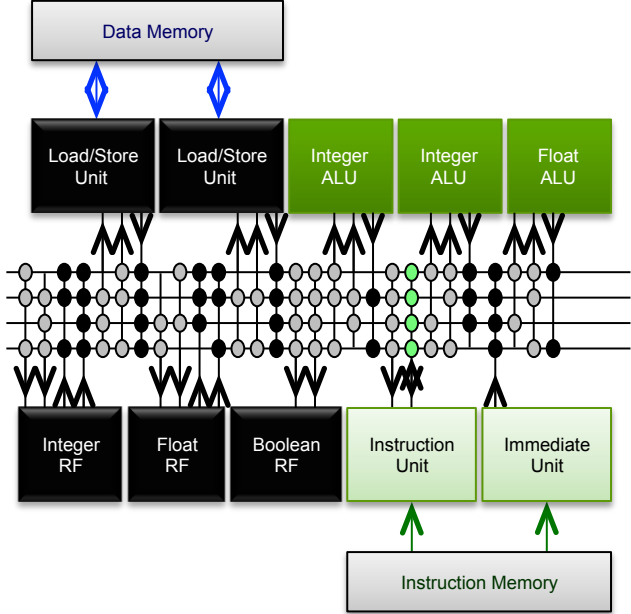 Data Memory
Load/Store
Unit
Load/Store
Unit
Integer
ALU
Integer
ALU
Float
ALU
Integer
RF
Float
RF
Boolean
RF
Instruction
Unit
Immediate
Unit
Instruction Memory